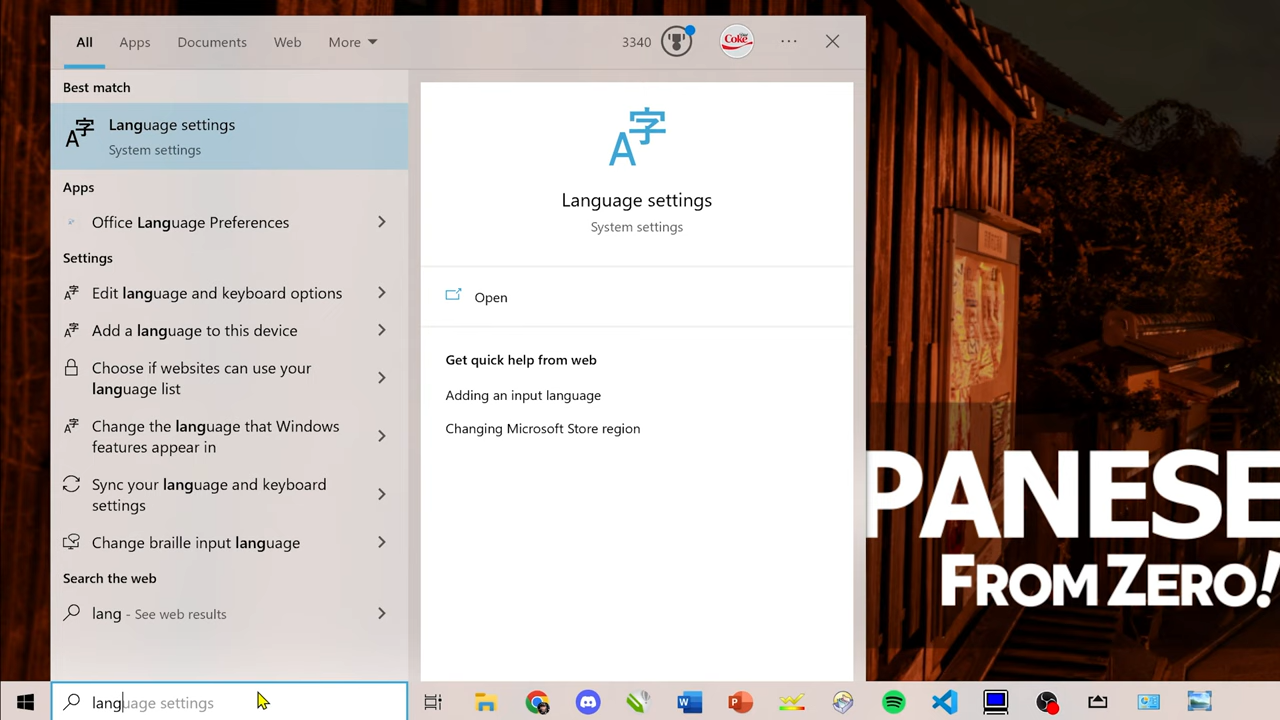 All Apps Documents Web More 3340
Coke
Best match
Language settings
System settings
Apps
Office Language Preferences
Settings
Edit language and keyboard options
Add a language to this device
Choose if websites can use your
language list
Change the language that Windows
features appear in
Sync your language and keyboard
settings
Change braille input language
Search the web
lang - See web results
language settings
A字
Language settings
System settings
Open
Get quick help from web
Adding an input language
Changing Microsoft Store region
PANESE
FROM ZERO!